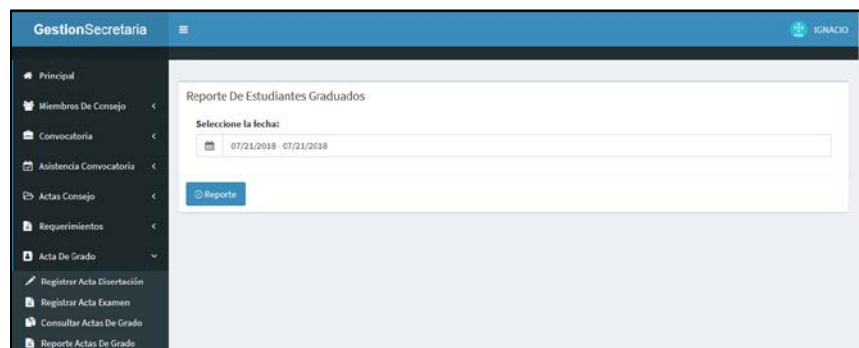 GestionSecretaria
IGNACIO
Principal
Miembros De Consejo
Convocatoria
Asistencia Convocatoria
Actas Consejo
Requerimientos
Acta De Grado
Registrar Acta Disertación
Registrar Acta Examen
Consultar Actas De Grado
Reporte Actas De Grado
Reporte De Estudiantes Graduados
Seleccione la fecha:
07/21/2018 - 07/21/2018
Reporte